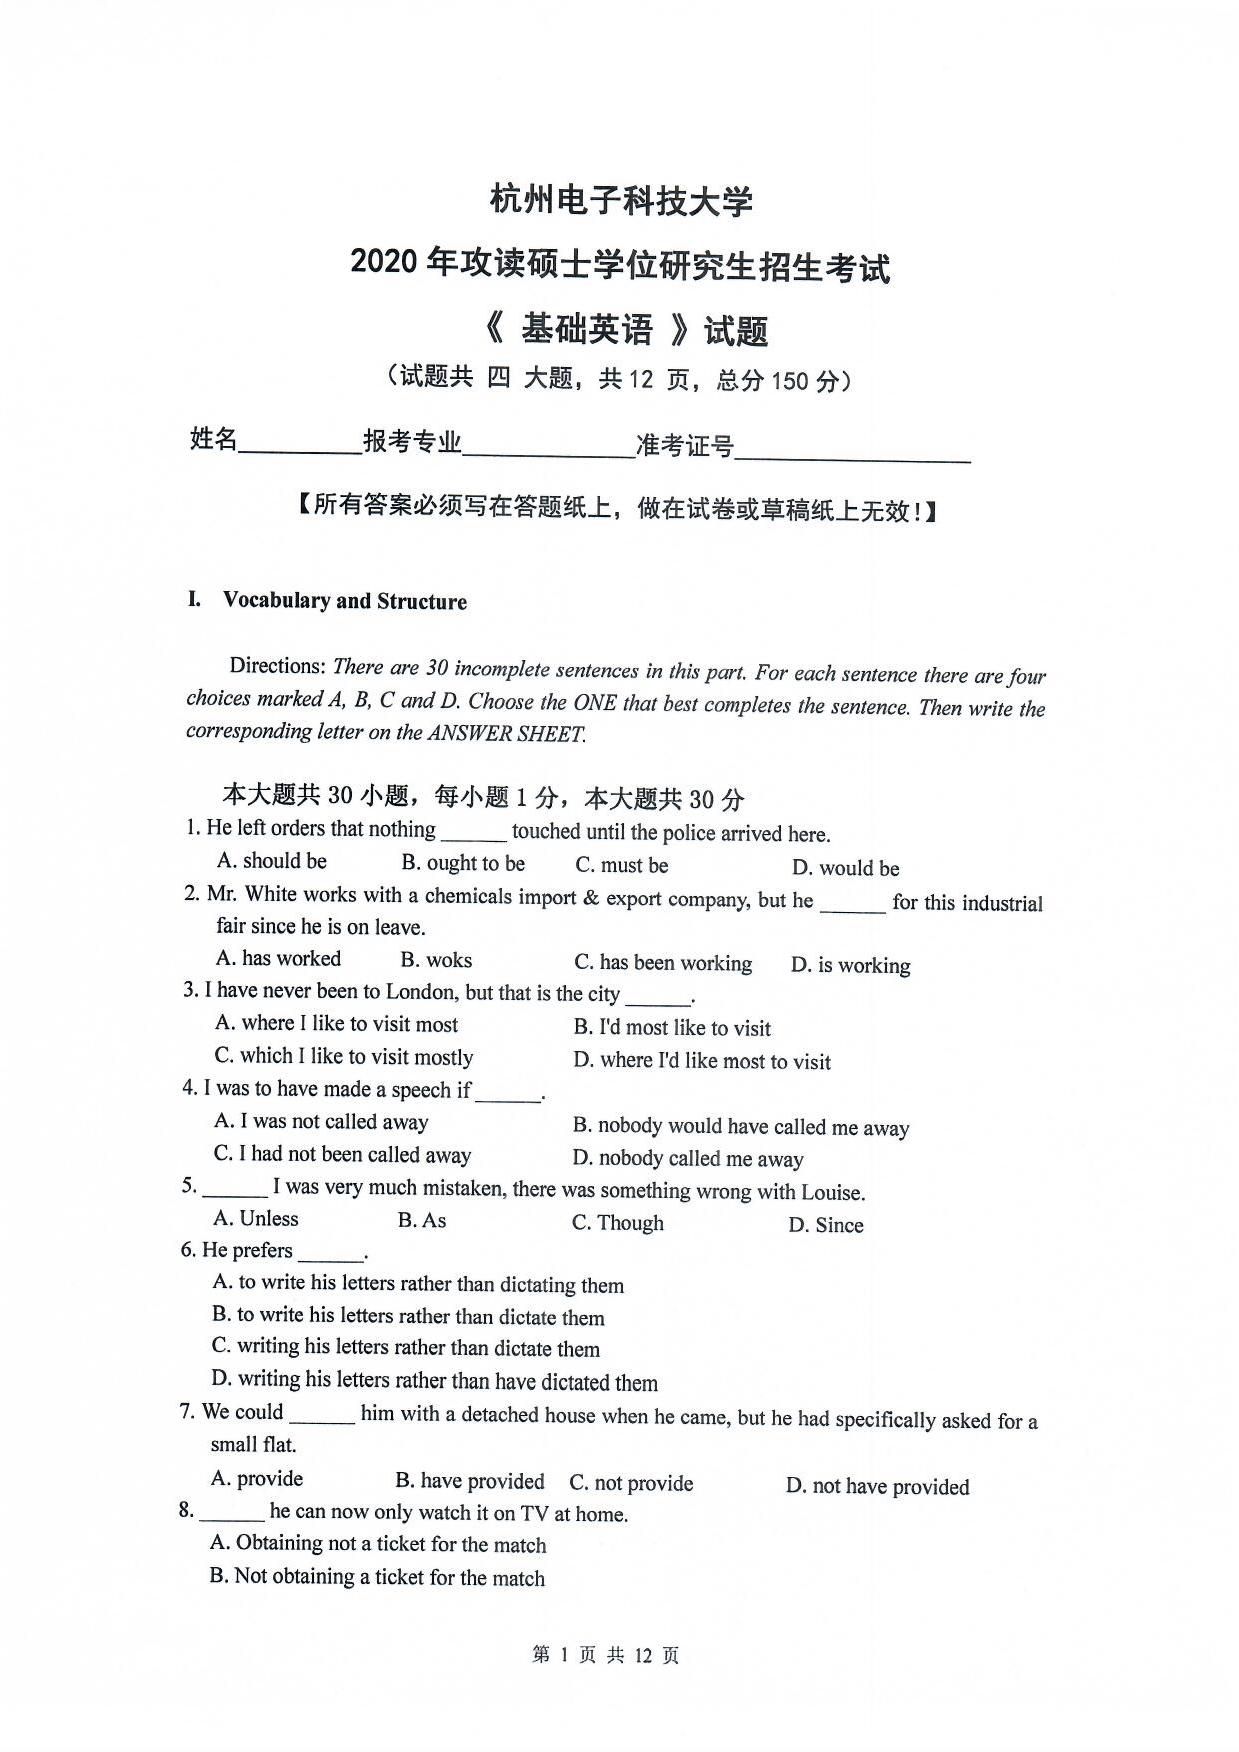 杭州电子科技大学
2020 年攻读硕士学位研究生招生考试
《 基础英语 》试题
（试题共 四 大题，共 12 页，总分 150 分）
姓名__________报考专业______________准考证号___________________
【所有答案必须写在答题纸上，做在试卷或草稿纸上无效！】
I. Vocabulary and Structure
Directions: There are 30 incomplete sentences in this part. For each sentence there are four
choices marked A, B, C and D. Choose the ONE that best completes the sentence. Then write the
corresponding letter on the ANSWER SHEET.
本大题共 30 小题，每小题 1 分，本大题共 30 分
1. He left orders that nothing ______ touched until the police arrived here.
A. should be B. ought to be C. must be D. would be
2. Mr. White works with a chemicals import & export company, but he ______ for this industrial
fair since he is on leave.
A. has worked B. woks C. has been working D. is working
3. I have never been to London, but that is the city ______.
A. where I like to visit most B. I'd most like to visit
C. which I like to visit mostly D. where I'd like most to visit
4. I was to have made a speech if ______.
A. I was not called away B. nobody would have called me away
C. I had not been called away D. nobody called me away
5. ______ I was very much mistaken, there was something wrong with Louise.
A. Unless B. As C. Though D. Since
6. He prefers ______.
A. to write his letters rather than dictating them
B. to write his letters rather than dictate them
C. writing his letters rather than dictate them
D. writing his letters rather than have dictated them
7. We could ______ him with a detached house when he came, but he had specifically asked for a
small flat.
A. provide B. have provided C. not provide D. not have provided
8. ______ he can now only watch it on TV at home.
A. Obtaining not a ticket for the match
B. Not obtaining a ticket for the match
第 1 页 共 12 页